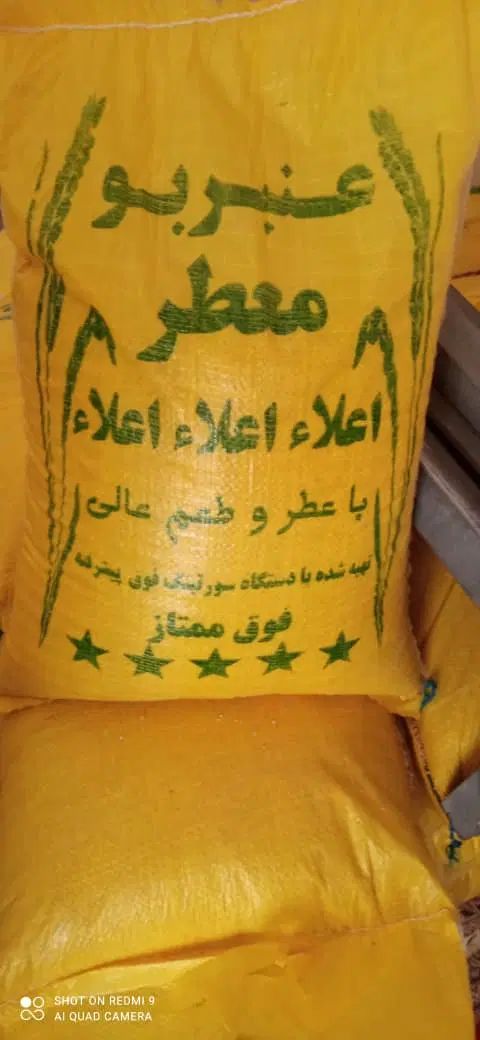 عنبربو
معطر
اعلاء اعلاء اعلاء
با عطر و طعم عالی
تهیه شده با دستگاه سورتینگ فوق پیشرفته
فوق ممتاز
SHOT ON REDMI 9
AI QUAD CAMERA